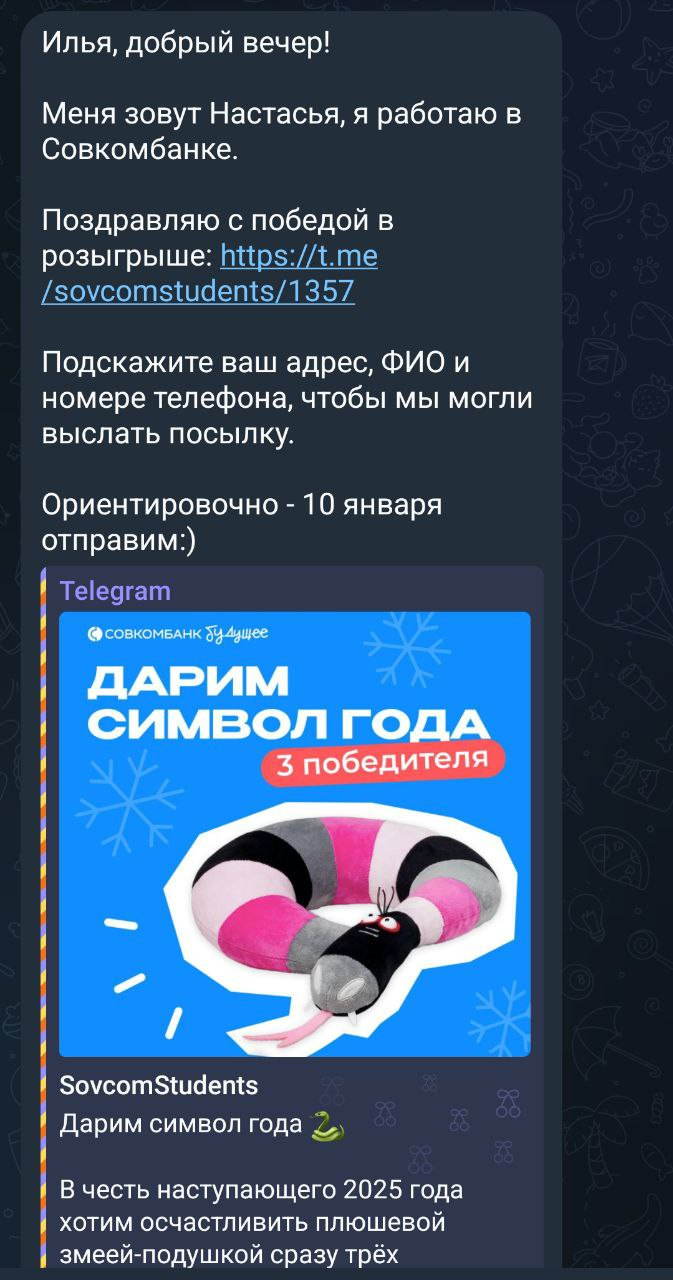 Илья, добрый вечер!
Меня зовут Настасья, я работаю в
Совкомбанке.
Поздравляю с победой в
розыгрыше: https://t.me
/sovcomstudents/1357
Подскажите ваш адрес, ФИО и
номере телефона, чтобы мы могли
выслать посылку.
Ориентировочно - 10 января
отправим:)
Telegram
СОВКОМБАНК будущее
ДАРИМ
СИМВОЛ ГОДА
3 победителя
SovcomStudents
Дарим символ года 🐍
В честь наступающего 2025 года
хотим осчастливить плюшевой
змеей-подушкой сразу трёх